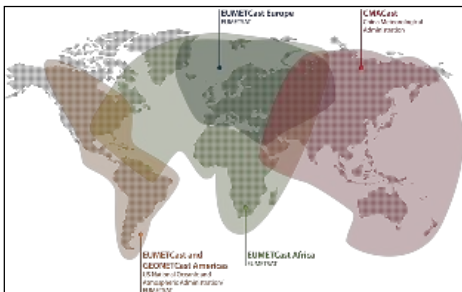 EUMETCast Europe
EUMETSAT
CMACast
China Meteorological
Administration
EUMETCast and
GEONETCast Americas
US National Oceanic and
Atmospheric Administration/
EUMETSAT
EUMETCast Africa
EUMETSAT